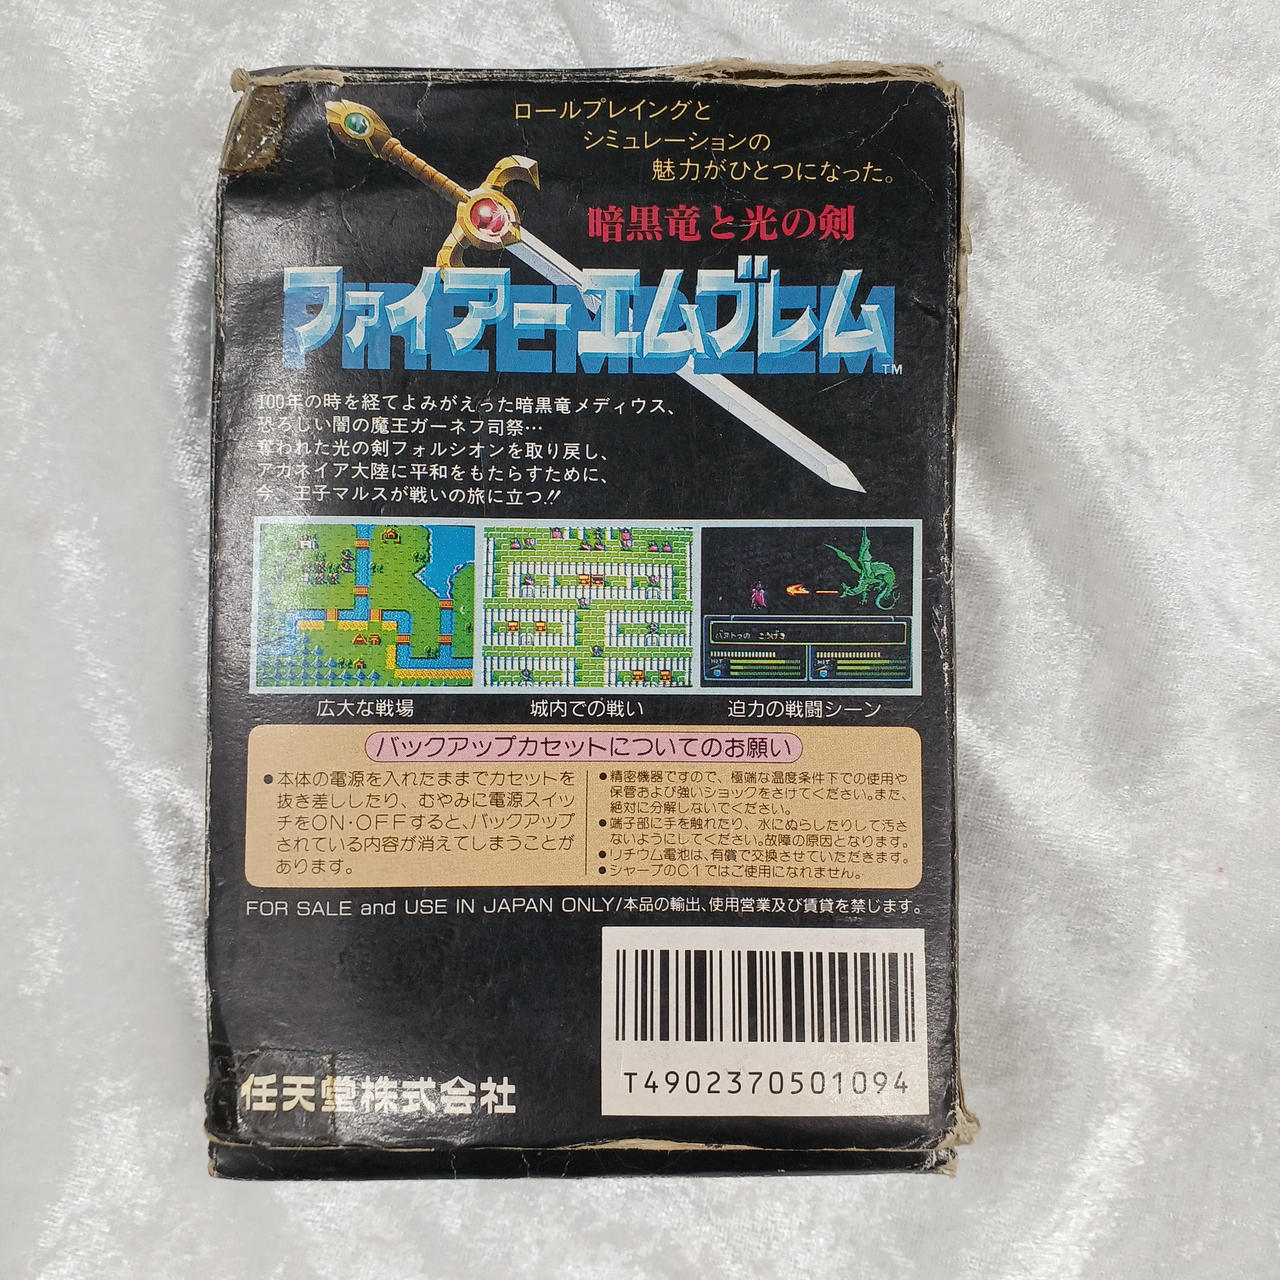 ロールプレイングと
シミュレーションの
魅力がひとつになった。
暗黒竜と光の剣
ファイアーエムブレム
FIRE EMBLEM
TM
100年の時を経てよみがえった暗黒竜メディウス、
恐ろしい闇の魔王ガーネフ司祭…
奪われた光の剣フォルシオンを取り戻し、
アカネイア大陸に平和をもたらすために、
今、王子マルスが戦いの旅に立つ!!
こうげき
HIT
HIT
広大な戦場
城内での戦い
迫力の戦闘シーン
バックアップカセットについてのお願い
●本体の電源を入れたままでカセットを
抜き差ししたり、むやみに電源スイッ
チをON・OFFすると、バックアップ
されている内容が消えてしまうことが
あります。
●精密機器ですので、極端な温度条件下での使用や
保管および強いショックをさけてください。また、
絶対に分解しないでください。
●端子部に手を触れたり、水にぬらしたりして汚さ
ないようにしてください。故障の原因となります。
●リチウム電池は、有償で交換させていただきます。
●シャープのC1ではご使用になれません。
FOR SALE and USE IN JAPAN ONLY/本品の輸出、使用営業及び賃貸を禁じます。
T4902370501094
任天堂株式会社